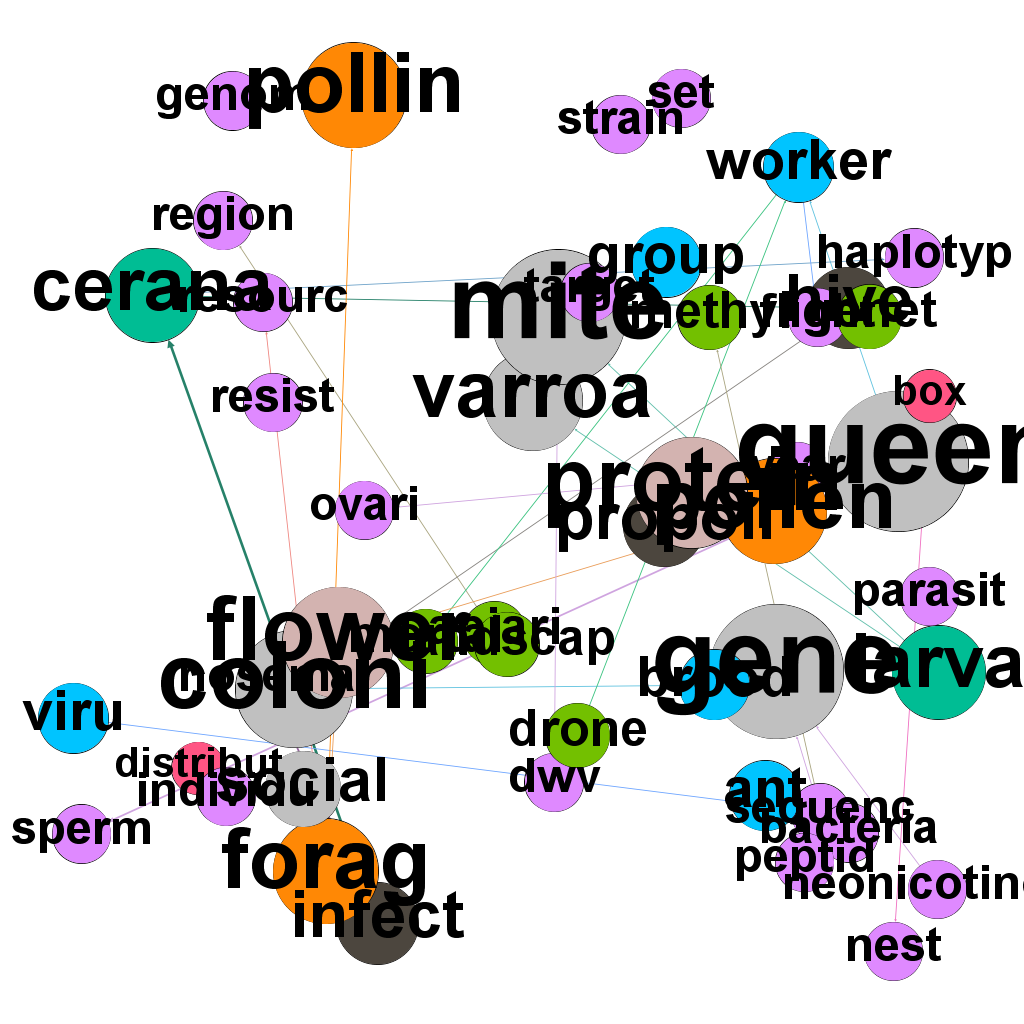 pollin
genom
set
strain
worker
region
group
haplotyp
cerana
resourc
target
mite
hive
methyl
flight
genet
resist
varroa
box
queen
protein
pollen
propoli
ovari
parasit
flower
apiari
landscap
coloni
nosema
gene
brood
larva
viru
drone
distribut
individu
social
dwv
ant
sequenc
bacteria
sperm
peptid
forag
neonicotino
infect
nest